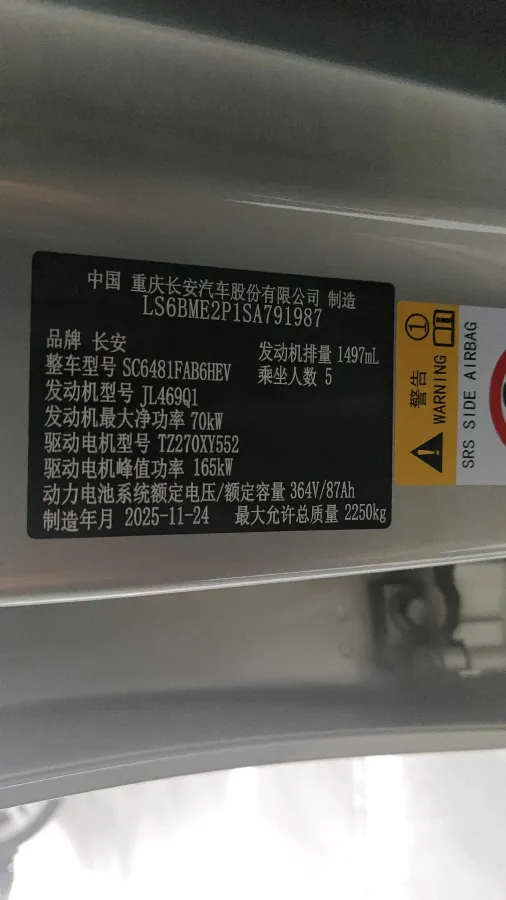 中国 重庆长安汽车股份有限公司 制造
LS6BME2P1SA791987
品牌 长安
发动机排量 1497mL
整车型号 SC6481FAB6HEV
乘坐人数 5
发动机型号 JL469Q1
发动机最大净功率 70kW
驱动电机型号 TZ270XY552
驱动电机峰值功率 165kW
动力电池系统额定电压/额定容量 364V/87Ah
制造年月 2025-11-24 最大允许总质量 2250kg
警告
WARNING
SRS SIDE AIRBAG
1